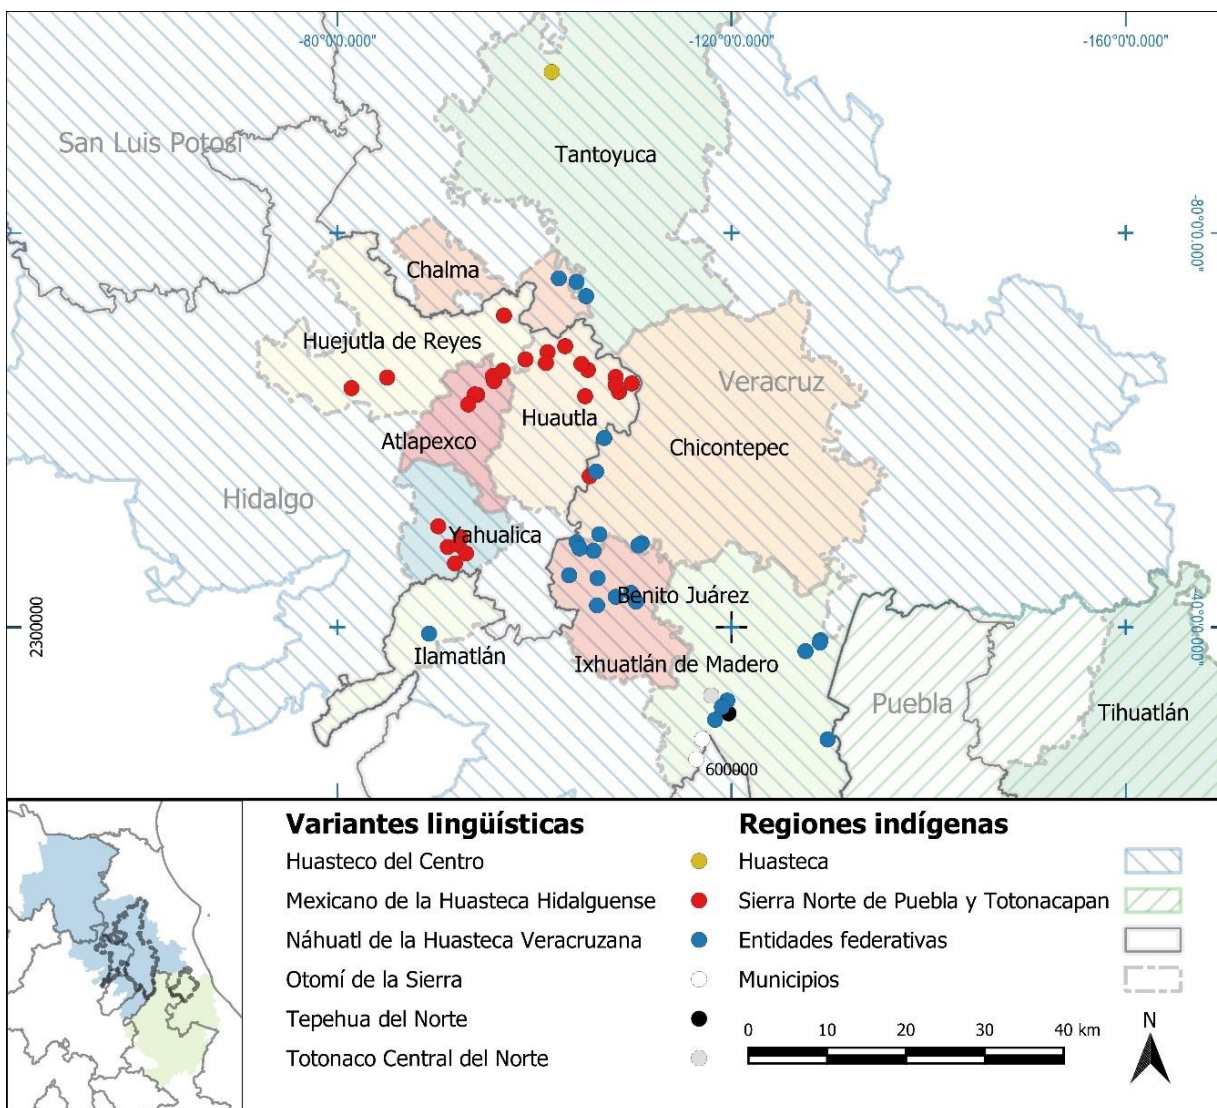 -80°0'0.000"
-120°0'0.000"
-160°0'0.000"
San Luis Potosí
Tantoyuca
-80°0'0.000"
Chalma
Huejutla de Reyes
Veracruz
Huautla
Atlapexco
Chicontepec
Hidalgo
Yahualica
Benito Juárez
2300000
-40°0'0.000"
Ilamatlán
Ixhuatlán de Madero
Puebla
Tihuatlán
600000
Variantes lingüísticas
Huasteco del Centro
Mexicano de la Huasteca Hidalguense
Náhuatl de la Huasteca Veracruzana
Otomí de la Sierra
Tepehua del Norte
Totonaco Central del Norte
Regiones indígenas
Huasteca
Sierra Norte de Puebla y Totonacapan
Entidades federativas
Municipios
0 10 20 30 40 km
N